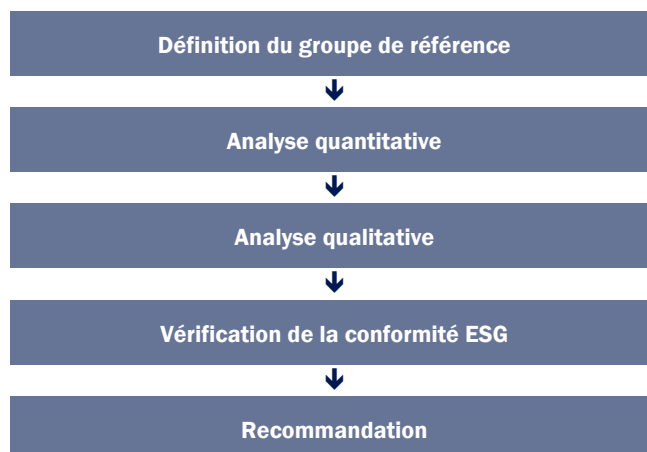 Définition du groupe de référence
Analyse quantitative
Analyse qualitative
Vérification de la conformité ESG
Recommandation